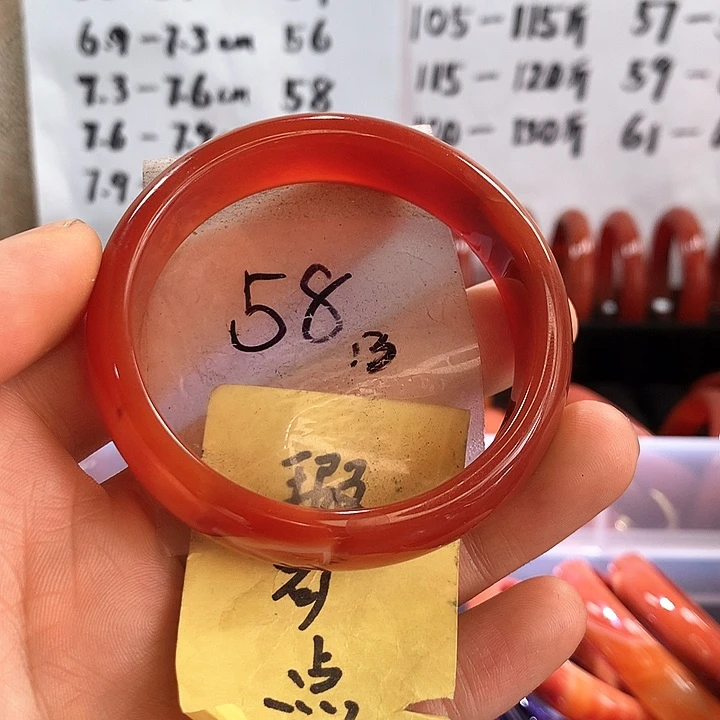 6.9-7.3cm 56
7.3-7.6cm 58
7.6-7.9
7.9
105-115斤 57-
115-120斤 59-
120-130斤 61-
58
.3
瑕
有
点